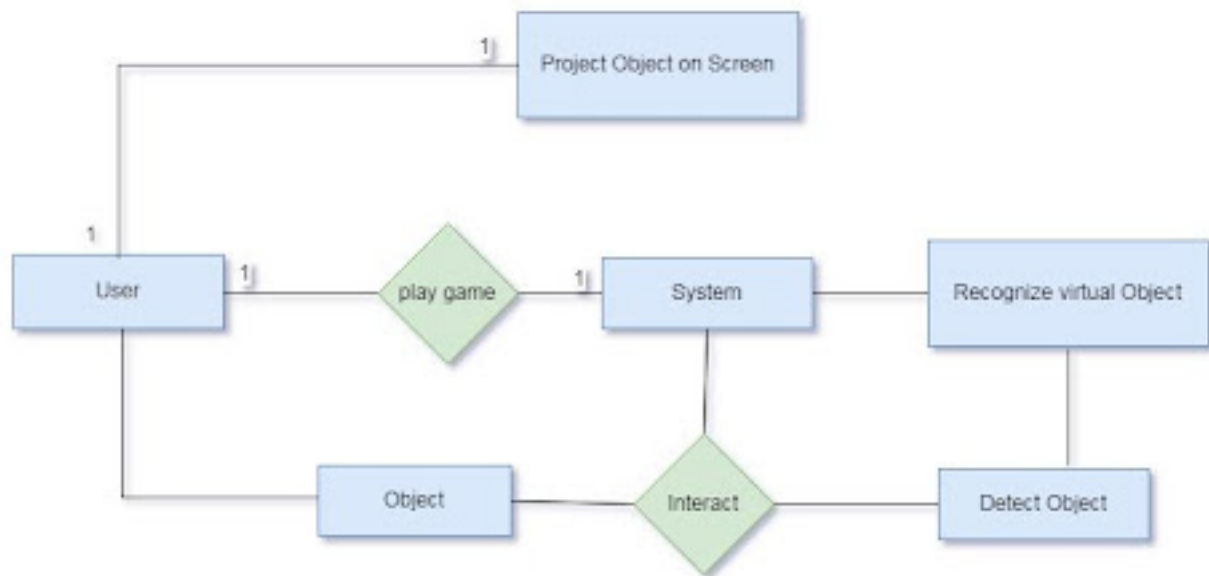 1
Project Object on Screen
1
User
1
play game
1
System
Recognize virtual Object
Object
Interact
Detect Object